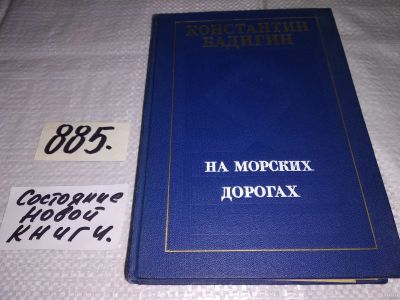 КОНСТАНТИН
БАДИГИН
НА МОРСКИХ
ДОРОГАХ
885.
Состояние
новой
книги.